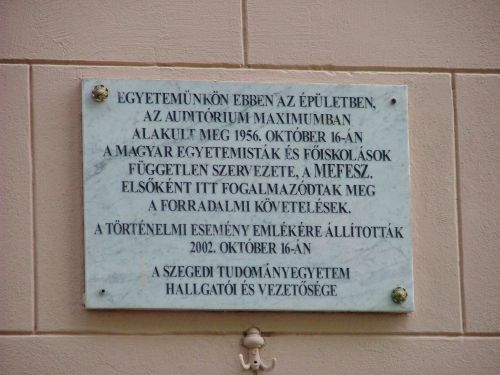 EGYETEMÜNKÖN EBBEN AZ ÉPÜLETBEN,
AZ AUDITÓRIUM MAXIMUMBAN
ALAKULT MEG 1956. OKTÓBER 16-ÁN
A MAGYAR EGYETEMISTÁK ÉS FŐISKOLÁSOK
FÜGGETLEN SZERVEZETE, A MEFESZ.
ELSŐKÉNT ITT FOGALMAZÓDTAK MEG
A FORRADALMI KÖVETELÉSEK.
A TÖRTÉNELMI ESEMÉNY EMLÉKÉRE ÁLLÍTOTTÁK
2002. OKTÓBER 16-ÁN
A SZEGEDI TUDOMÁNYEGYETEM
HALLGATÓI ÉS VEZETŐSÉGE